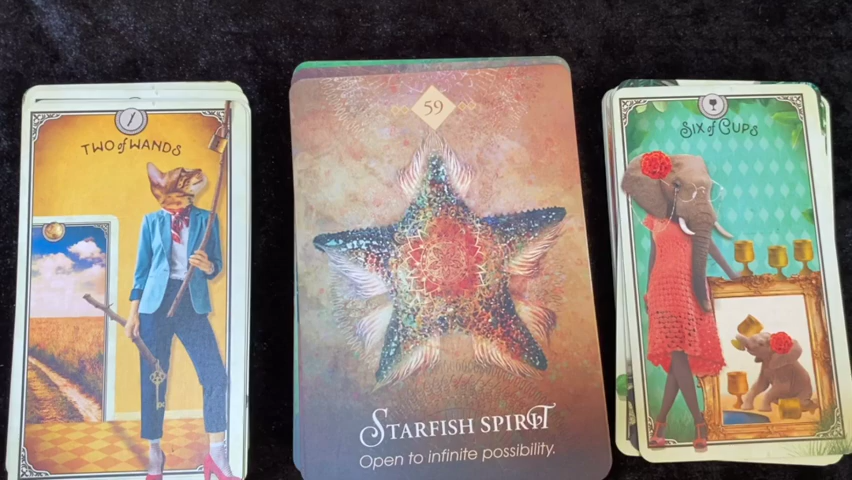 TWO of WANDS
59
STARFISH SPIRIT
Open to infinite possibility.
SIX of CUPS